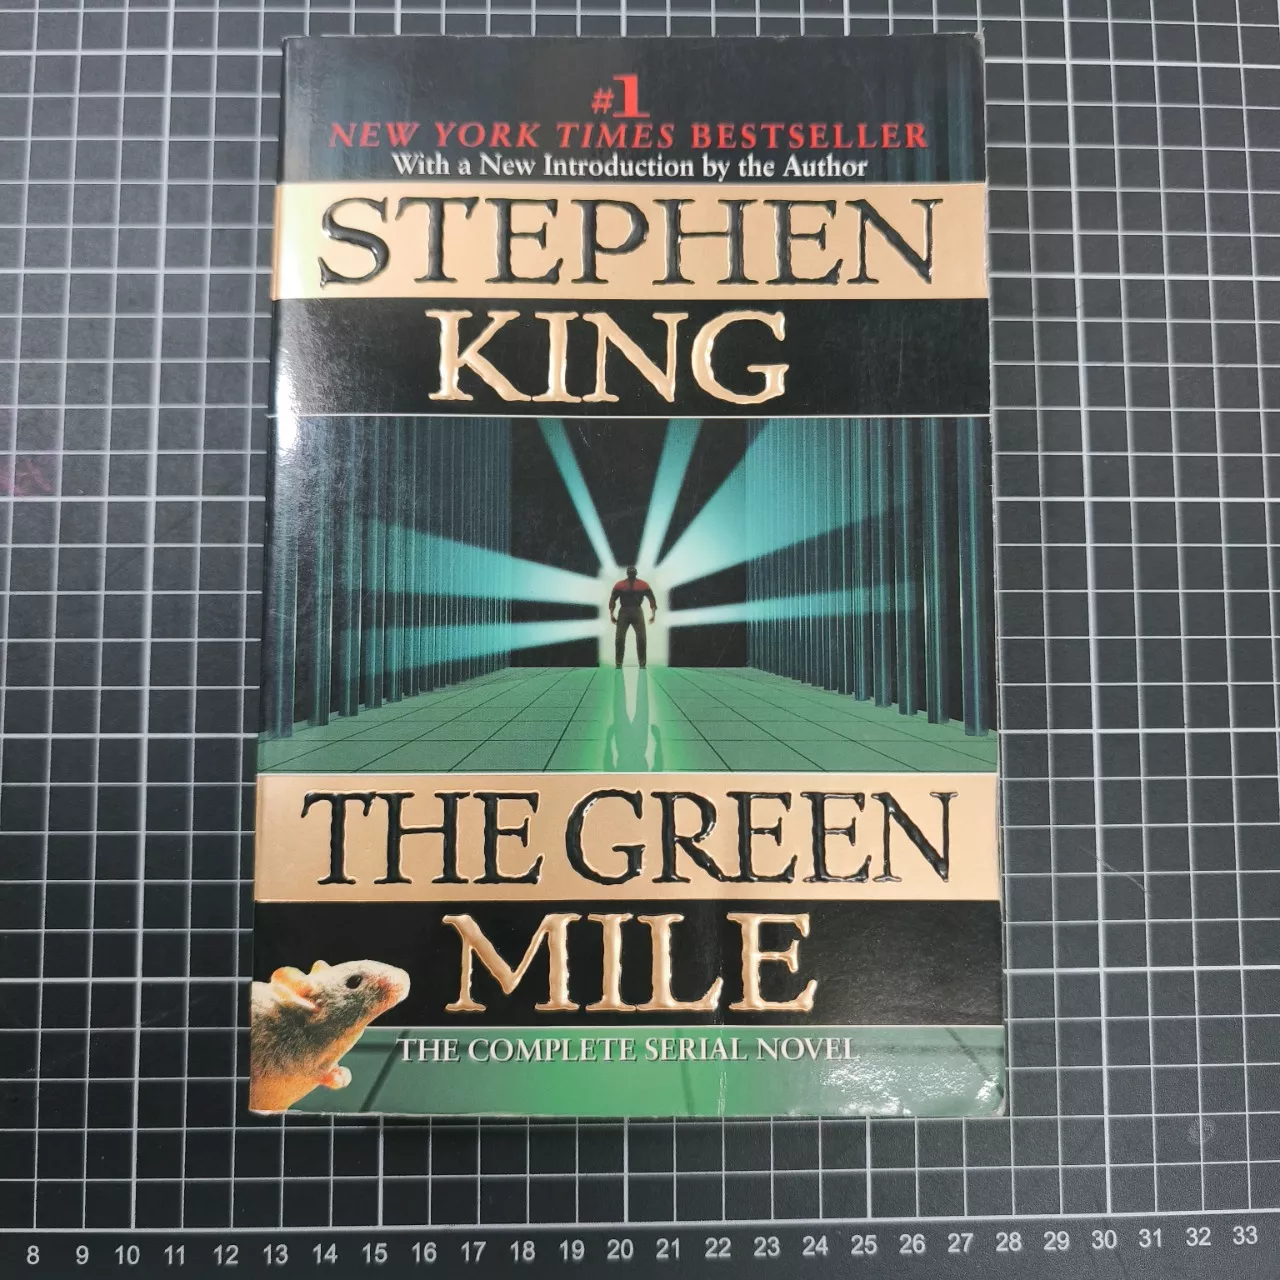 #1
NEW YORK TIMES BESTSELLER
With a New Introduction by the Author
STEPHEN
KING
THE GREEN
MILE
THE COMPLETE SERIAL NOVEL
8 9 10 11 12 13 14 15 16 17 18 19 20 21 22 23 24 25 26 27 28 29 30 31 32 33